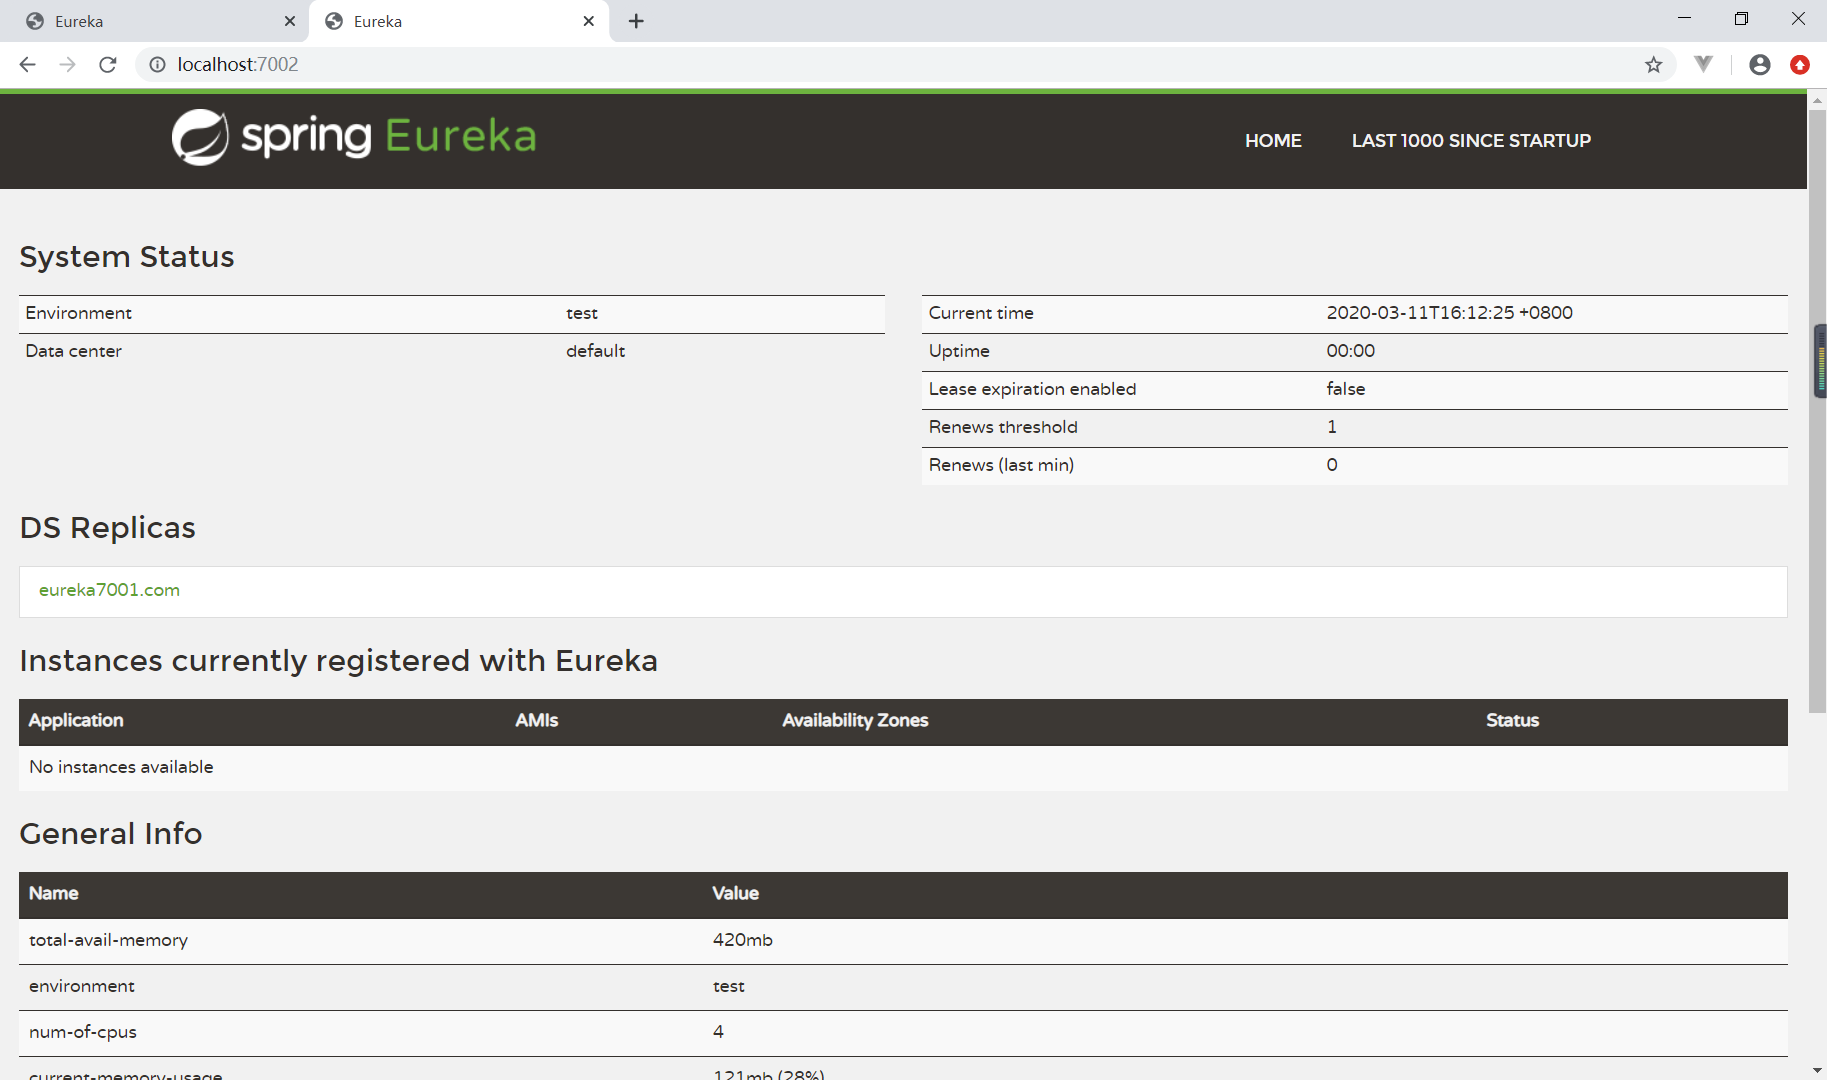 Eureka
Eureka
localhost:7002
spring Eureka
HOME
LAST 1000 SINCE STARTUP
System Status
Environment test
Data center default
Current time 2020-03-11T16:12:25 +0800
Uptime 00:00
Lease expiration enabled false
Renews threshold 1
Renews (last min) 0
DS Replicas
eureka7001.com
Instances currently registered with Eureka
Application AMIs Availability Zones Status
No instances available
General Info
Name Value
total-avail-memory 420mb
environment test
num-of-cpus 4
current-memory-usage 121mb (28%)